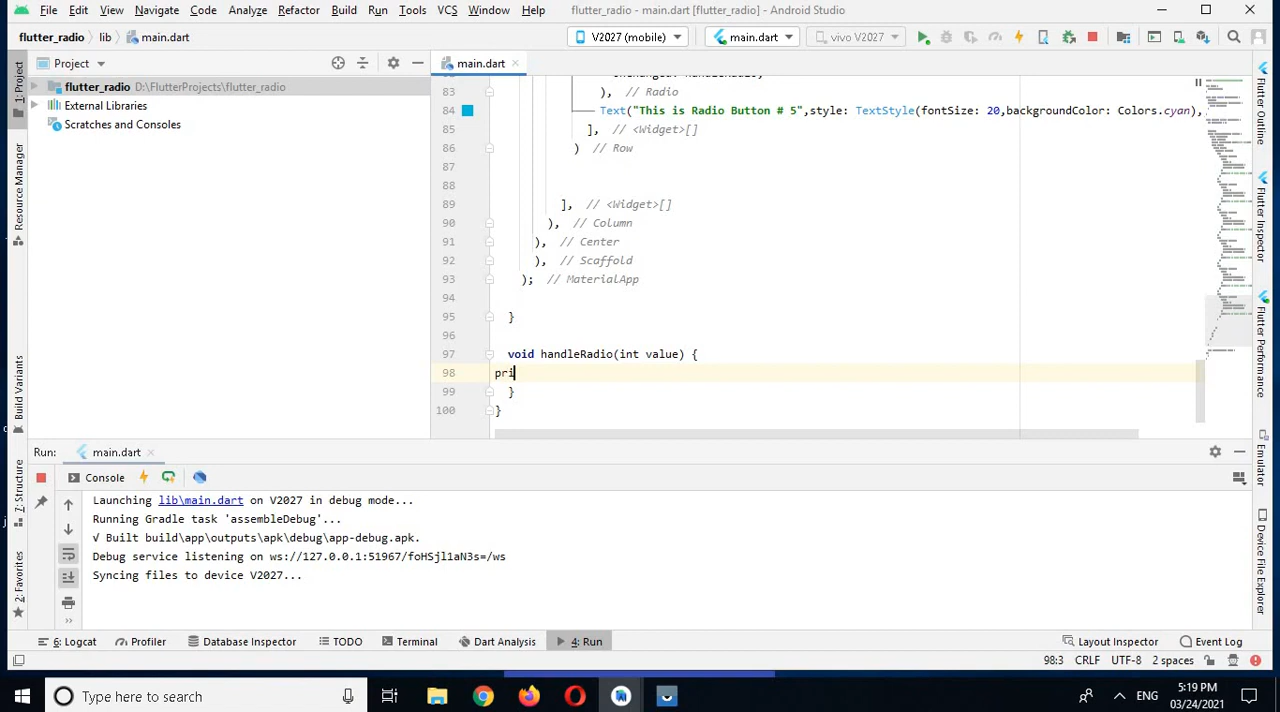 File Edit View Navigate Code Analyze Refactor Build Run Tools VCS Window Help flutter_radio - main.dart [flutter_radio] - Android Studio
flutter_radio lib main.dart V2027 (mobile) main.dart vivo V2027
Project main.dart
flutter_radio D:\FlutterProjects\flutter_radio
External Libraries
Scratches and Consoles
1: Project
Resource Manager
Build Variants
7: Structure
2: Favorites
83 ), // Radio
84 Text("This is Radio Button # 5",style: TextStyle(fontSize: 20,backgroundColor: Colors.cyan),
85 ], // <Widget>[]
86 ) // Row
87
88
89 ], // <Widget>[]
90 ), // Column
91 ), // Center
92 ), // Scaffold
93 ); // MaterialApp
94
95 }
96
97 void handleRadio(int value) {
98 pri
99 }
100 }
Flutter Outline
Flutter Inspector
Flutter Performance
Emulator
Device File Explorer
Run: main.dart
Console
Launching lib\main.dart on V2027 in debug mode...
Running Gradle task 'assembleDebug'...
√ Built build\app\outputs\apk\debug\app-debug.apk.
Debug service listening on ws://127.0.0.1:51967/foHSjl1aN3s=/ws
Syncing files to device V2027...
6: Logcat Profiler Database Inspector TODO Terminal Dart Analysis 4: Run Layout Inspector Event Log
98:3 CRLF UTF-8 2 spaces
Type here to search
ENG
5:19 PM
03/24/2021